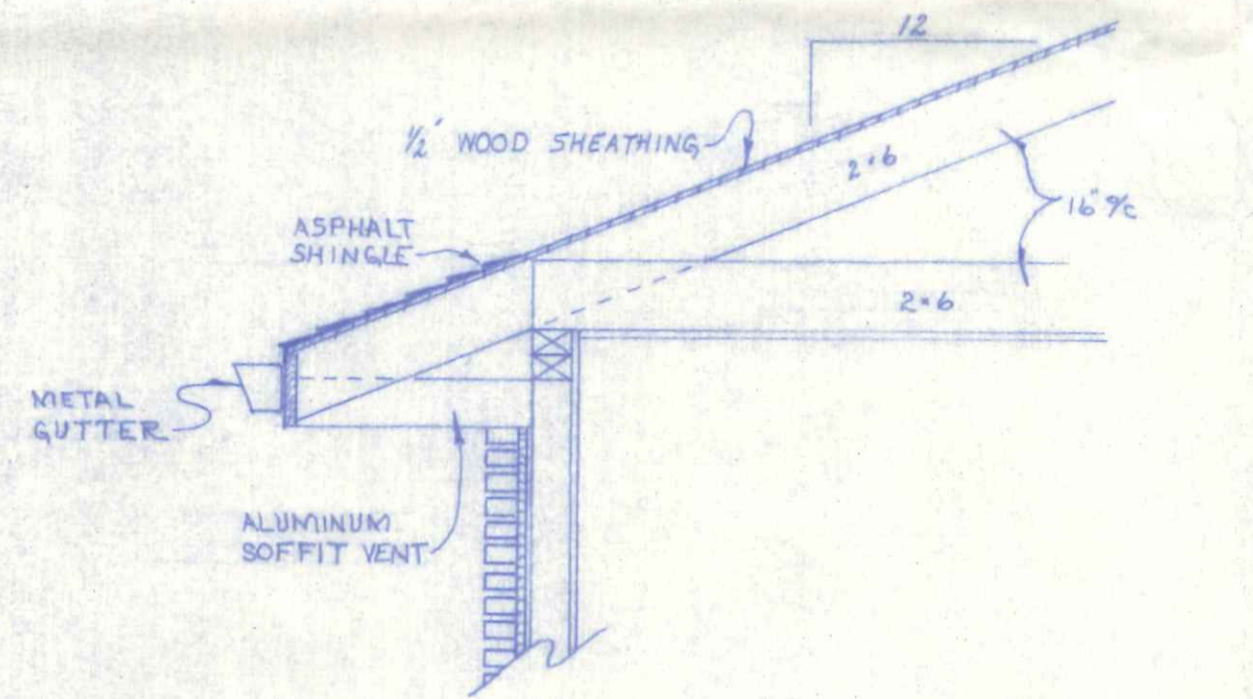 12
1/2" WOOD SHEATHING
2×6
16" o/c
ASPHALT
SHINGLE
2×6
METAL
GUTTER
ALUMINUM
SOFFIT VENT